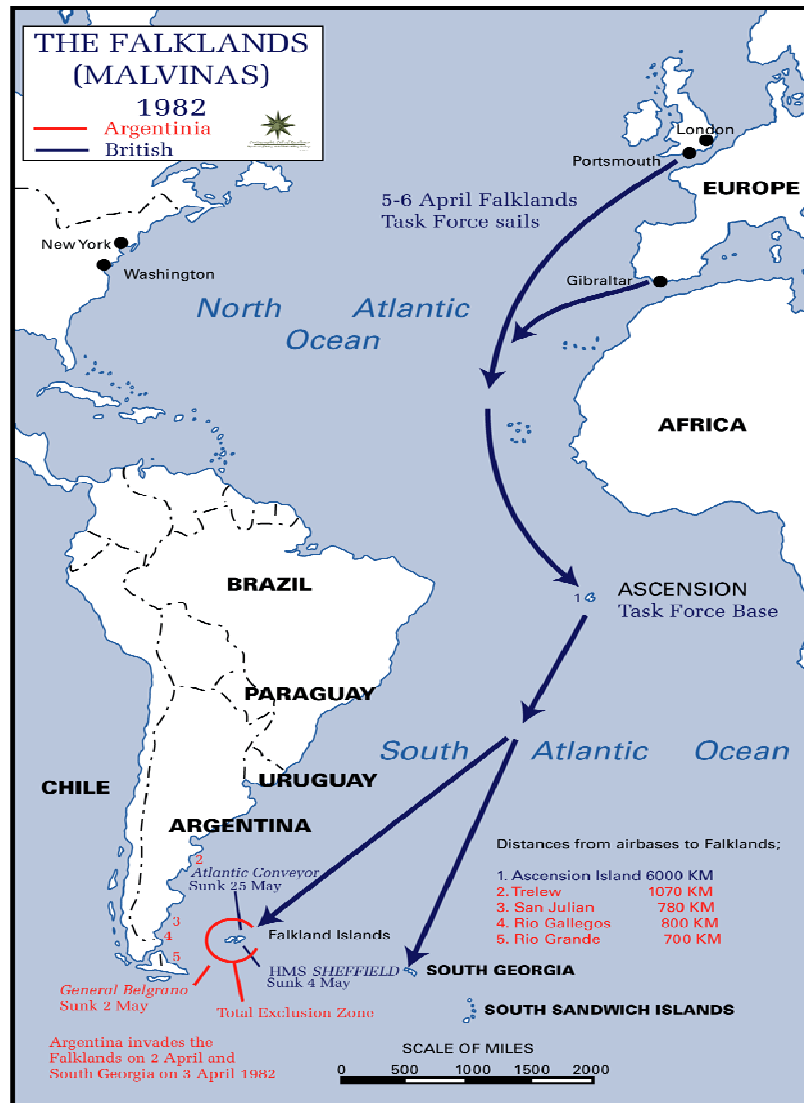 THE FALKLANDS
(MALVINAS)
1982
Argentinia
British
London
Portsmouth
EUROPE
5-6 April Falklands
Task Force sails
New York
Washington
Gibraltar
North Atlantic
Ocean
AFRICA
BRAZIL
1
ASCENSION
Task Force Base
PARAGUAY
South Atlantic Ocean
CHILE
URUGUAY
ARGENTINA
2
Atlantic Conveyor
Sunk 25 May
3
4
5
Falkland Islands
HMS SHEFFIELD
Sunk 4 May
General Belgrano
Sunk 2 May
Total Exclusion Zone
Distances from airbases to Falklands;
1. Ascension Island 6000 KM
2. Trelew 1070 KM
3. San Julian 780 KM
4. Rio Gallegos 800 KM
5. Rio Grande 700 KM
SOUTH GEORGIA
SOUTH SANDWICH ISLANDS
Argentina invades the
Falklands on 2 April and
South Georgia on 3 April 1982
SCALE OF MILES
0 500 1000 1500 2000